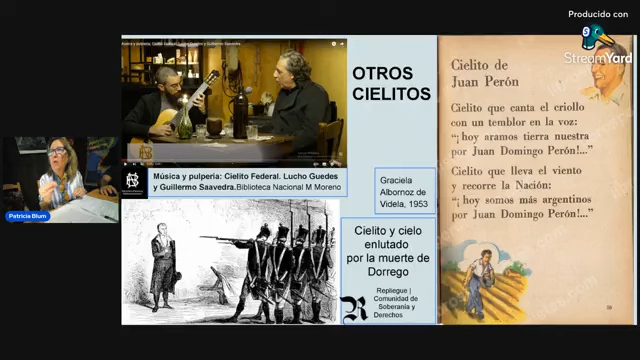 Producido con
StreamYard
OTROS
CIELITOS
Música y pulperia: Cielito Federal. Lucho Guedes
y Guillermo Saavedra.Biblioteca Nacional M Moreno
Graciela
Albornoz de
Videla, 1953
Cielito y cielo
enlutado
por la muerte de
Dorrego
Repliegue |
Comunidad de
Soberanía y
Derechos
Cielito de
Juan Perón
Cielito que canta el criollo
con un temblor en la voz:
"¡hoy aramos tierra nuestra
por Juan Domingo Perón!..."
Cielito que lleva el viento
y recorre la Nación:
"¡hoy somos más argentinos
por Juan Domingo Perón!..."
Patricia Blum